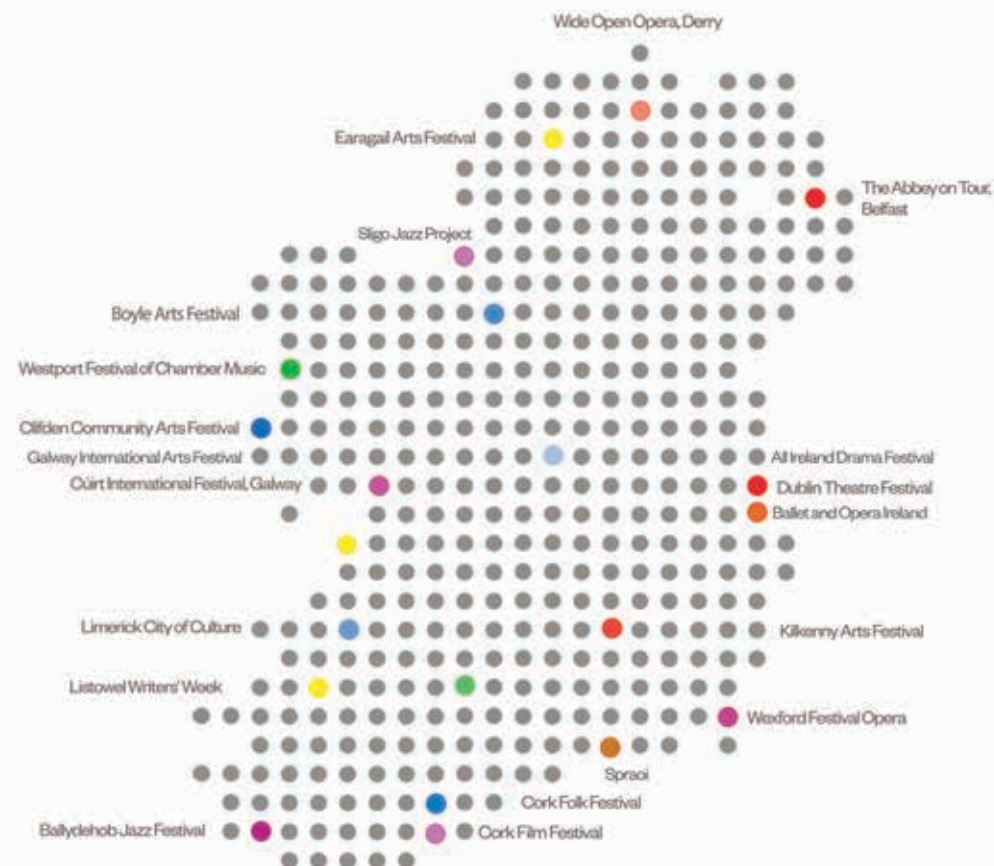 Wide Open Opera, Derry
Earagail Arts Festival
The Abbey on Tour,
Belfast
Sligo Jazz Project
Boyle Arts Festival
Westport Festival of Chamber Music
Clifden Community Arts Festival
Galway International Arts Festival
All Ireland Drama Festival
Cúirt International Festival, Galway
Dublin Theatre Festival
Ballet and Opera Ireland
Limerick City of Culture
Kilkenny Arts Festival
Listowel Writers' Week
Wexford Festival Opera
Spraoi
Cork Folk Festival
Ballydehob Jazz Festival
Cork Film Festival